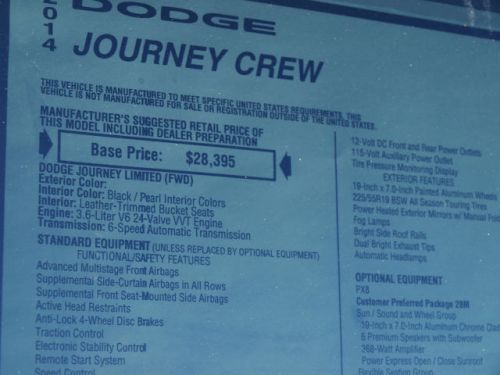 2014
DODGE
JOURNEY CREW
THIS VEHICLE IS MANUFACTURED TO MEET SPECIFIC UNITED STATES REQUIREMENTS, THIS
VEHICLE IS NOT MANUFACTURED FOR SALE OR REGISTRATION OUTSIDE OF THE UNITED STATES.
MANUFACTURER'S SUGGESTED RETAIL PRICE OF
THIS MODEL INCLUDING DEALER PREPARATION
Base Price: $28,395
DODGE JOURNEY LIMITED (FWD)
Exterior Color:
Interior Color: Black / Pearl Interior Colors
Interior: Leather-Trimmed Bucket Seats
Engine: 3.6-Liter V6 24-Valve VVT Engine
Transmission: 6-Speed Automatic Transmission
STANDARD EQUIPMENT (UNLESS REPLACED BY OPTIONAL EQUIPMENT)
FUNCTIONAL/SAFETY FEATURES
Advanced Multistage Front Airbags
Supplemental Side-Curtain Airbags in All Rows
Supplemental Front Seat-Mounted Side Airbags
Active Head Restraints
Anti-Lock 4-Wheel Disc Brakes
Traction Control
Electronic Stability Control
Remote Start System
Speed Control
12-Volt DC Front and Rear Power Outlets
115-Volt Auxiliary Power Outlet
Tire Pressure Monitoring Display
EXTERIOR FEATURES
19-Inch x 7.0-Inch Painted Aluminum Wheels
225/55R19 BSW All Season Touring Tires
Power Heated Exterior Mirrors w/ Manual
Fog Lamps
Bright Side Roof Rails
Dual Bright Exhaust Tips
Automatic Headlamps
OPTIONAL EQUIPMENT
PX8
Customer Preferred Package 28M
Sun / Sound and Wheel Group
19-Inch x 7.0-Inch Aluminum Chrome Clad
6 Premium Speakers with Subwoofer
368-Watt Amplifier
Power Express Open / Close Sunroof
Flexible Seating Group